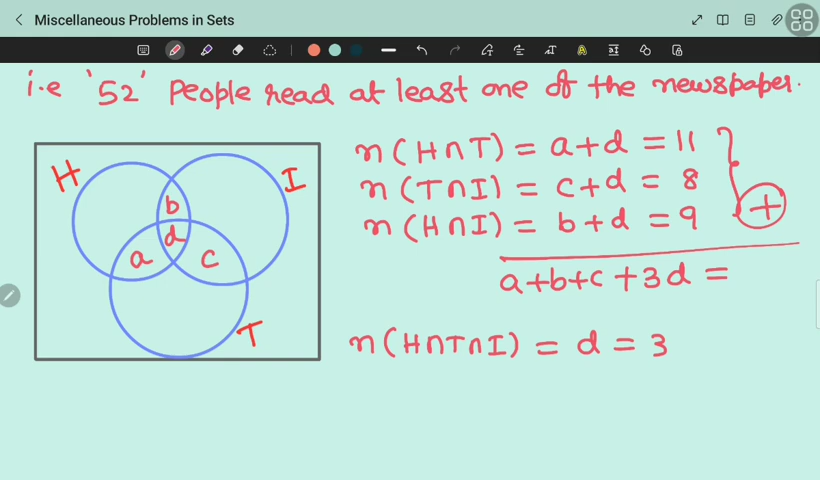 Miscellaneous Problems in Sets
i.e '52' People read at least one of the newspaper.
H
I
b
d
a
c
T
n(H∩T) = a+d = 11
n(T∩I) = c+d = 8
n(H∩I) = b+d = 9
+
a+b+c+3d =
n(H∩T∩I) = d = 3